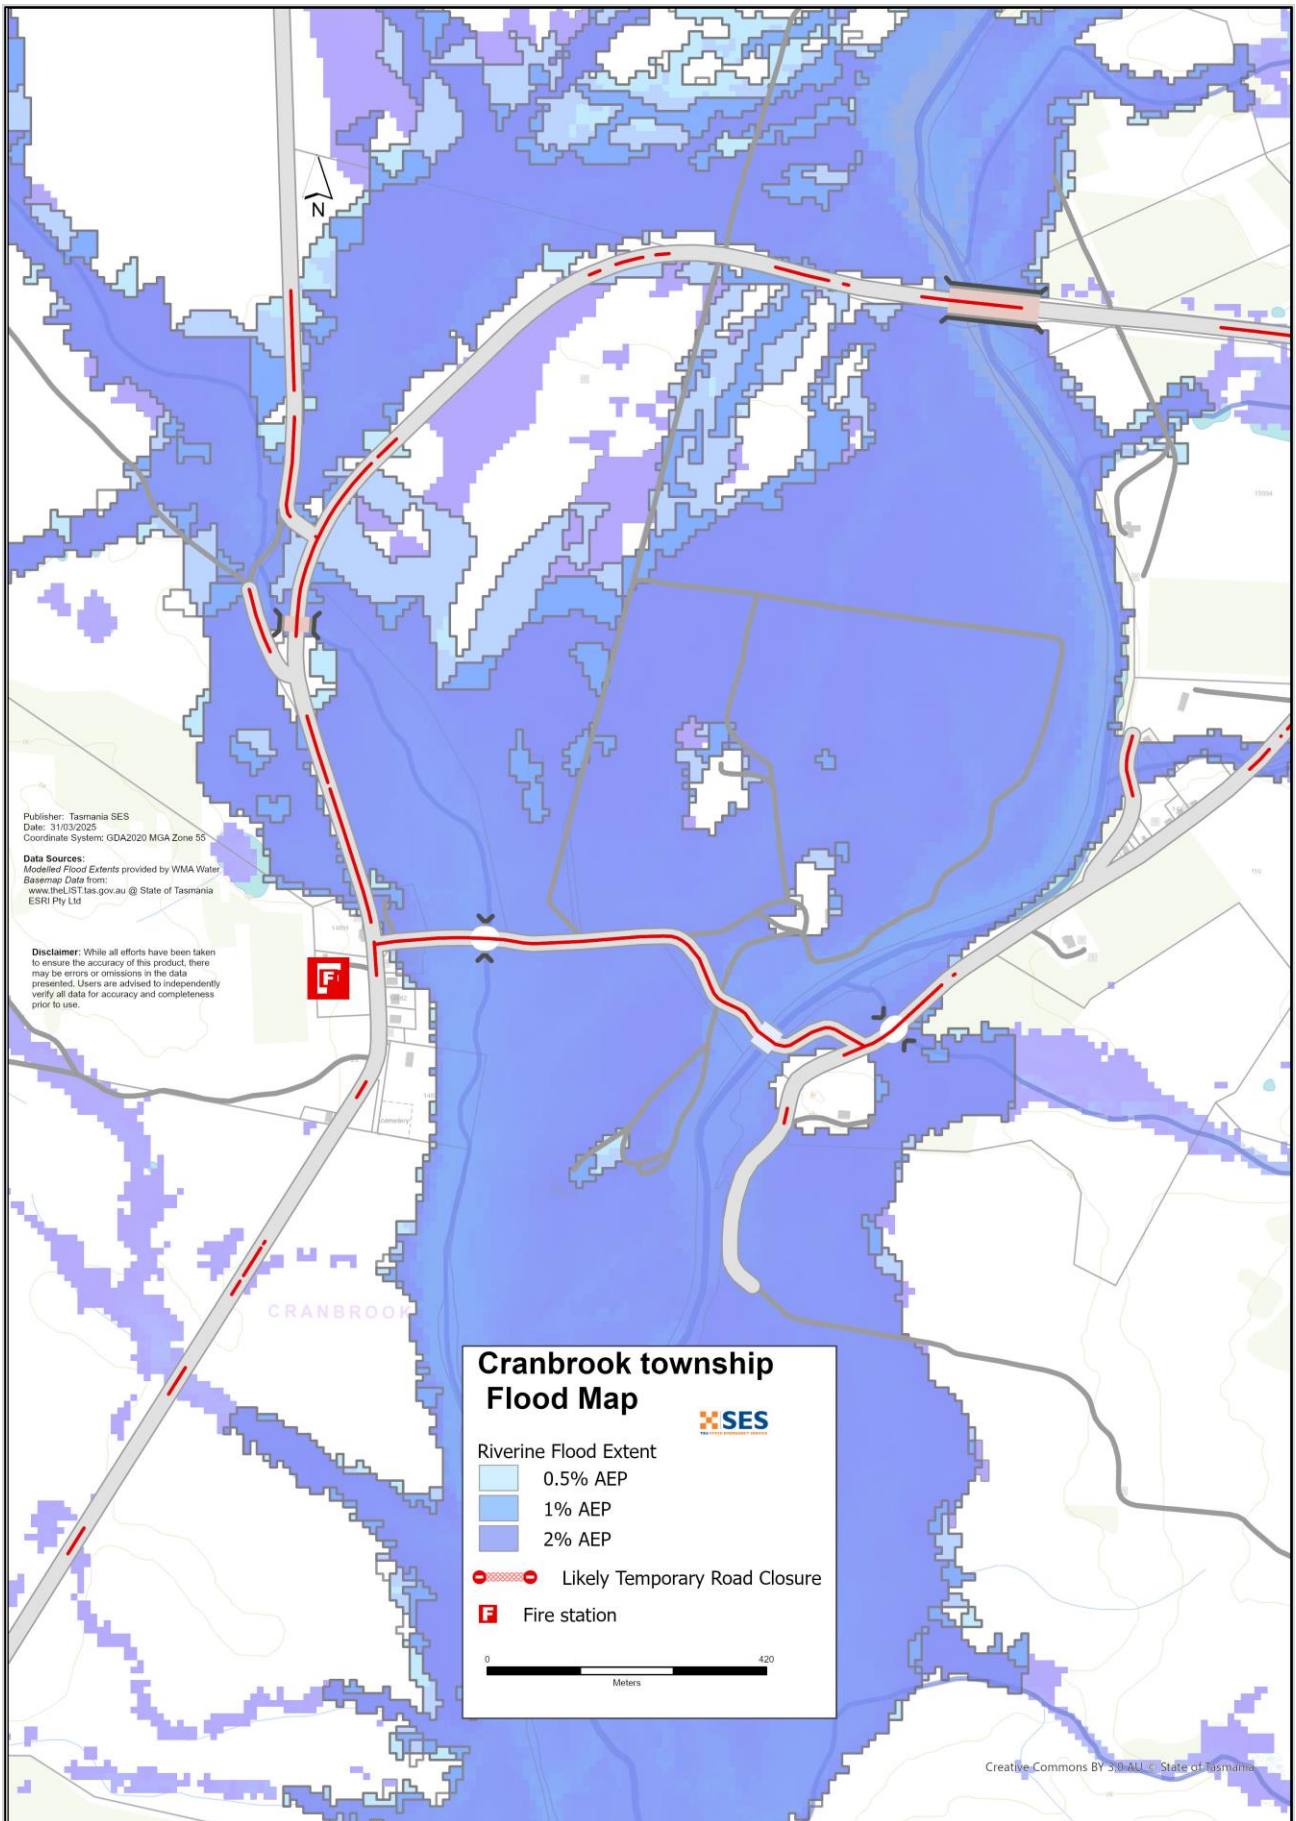 N
15694
Publisher: Tasmania SES
Date: 31/03/2025
Coordinate System: GDA2020 MGA Zone 55
Data Sources:
Modelled Flood Extents provided by WMA Water
Basemap Data from:
www.theLIST.tas.gov.au @ State of Tasmania
ESRI Pty Ltd
Disclaimer: While all efforts have been taken
to ensure the accuracy of this product, there
may be errors or omissions in the data
presented. Users are advised to independently
verify all data for accuracy and completeness
prior to use.
F
cemetery
CRANBROOK
Cranbrook township
Flood Map
SES
Riverine Flood Extent
0.5% AEP
1% AEP
2% AEP
Likely Temporary Road Closure
F Fire station
0 420
Meters
Creative Commons BY 3.0 AU © State of Tasmania